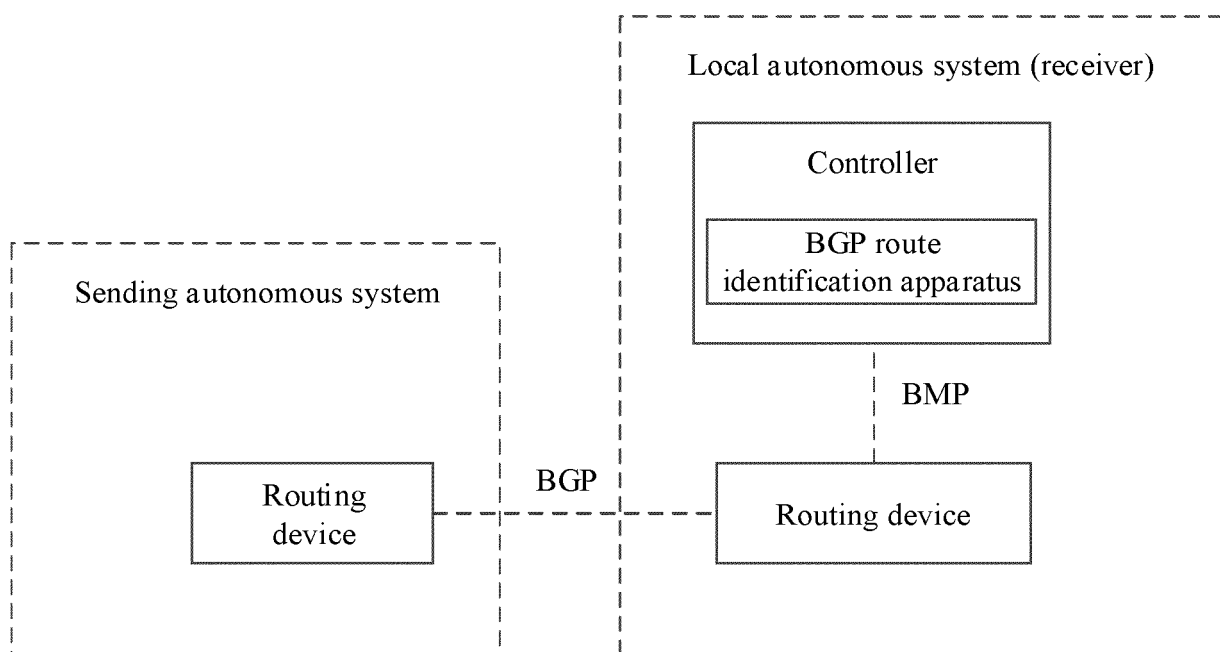 Local autonomous system (receiver)
Controller
BGP route
identification apparatus
Sending autonomous system
BMP
BGP
Routing
device
Routing device